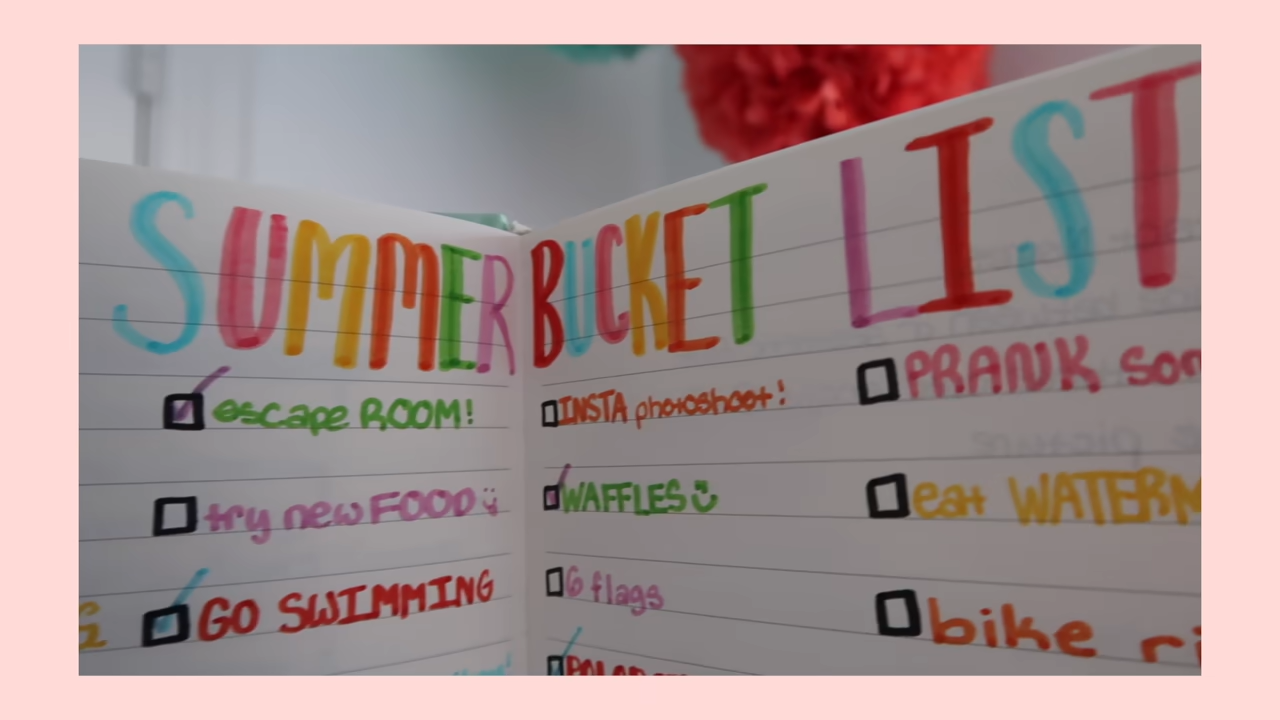 SUMMER BUCKET LIST
escape ROOM!
try new FOOD
GO SWIMMING
INSTA photoshoot!
WAFFLES
6 flags
PRANK
eat
bike